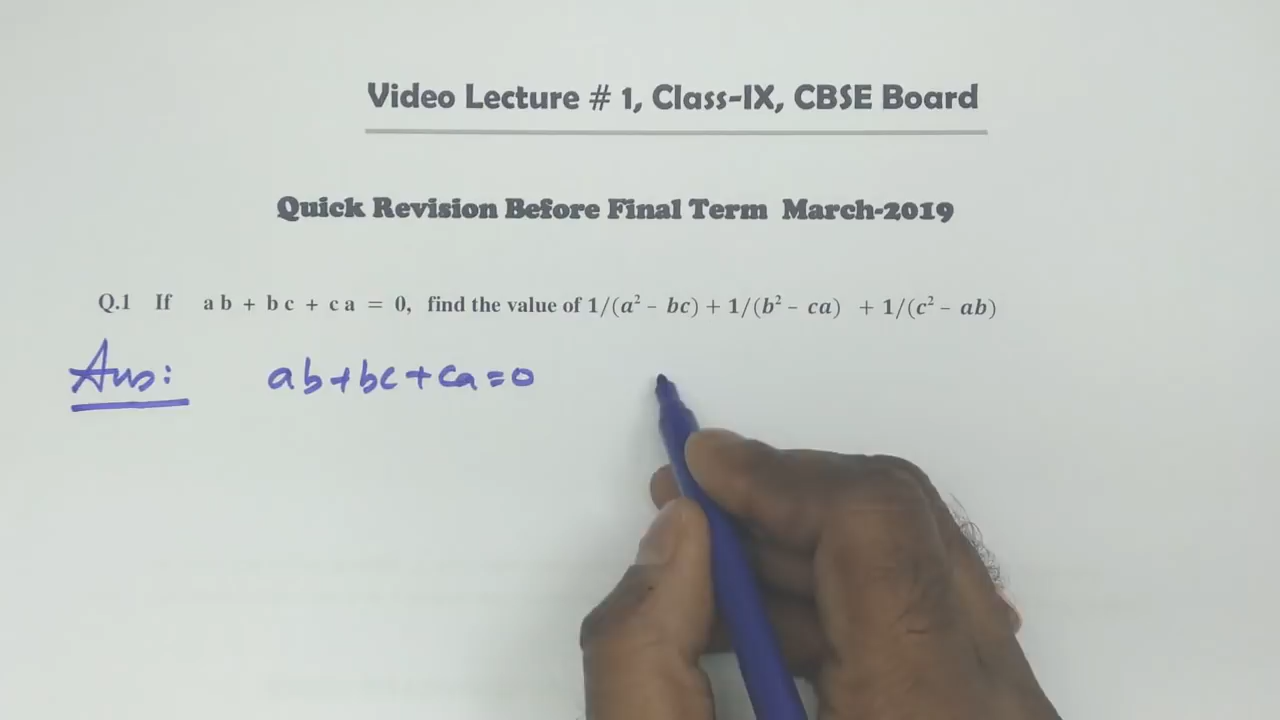 Video Lecture # 1, Class-IX, CBSE Board
Quick Revision Before Final Term March-2019
Q.1 If a b + b c + c a = 0, find the value of 1/(a² − bc) + 1/(b² − ca) + 1/(c² − ab)
Ans: ab+bc+ca=0